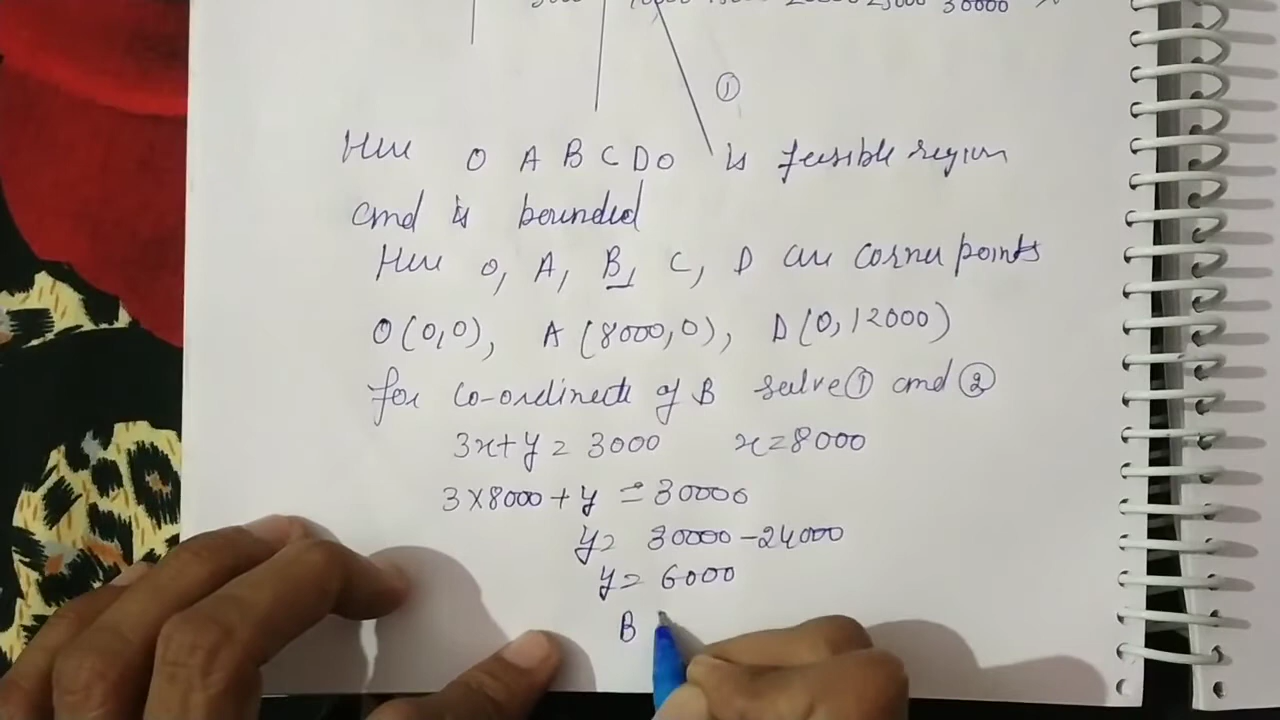 30000
①
Here O A B C D O is feasible region
and is bounded
Here O, A, B, C, D are corner points
O(0,0), A (8000,0), D(0,12000)
for co-ordinate of B solve ① and ②
3x+y = 3000 x=8000
3×8000+y = 30000
y= 30000-24000
y= 6000
B